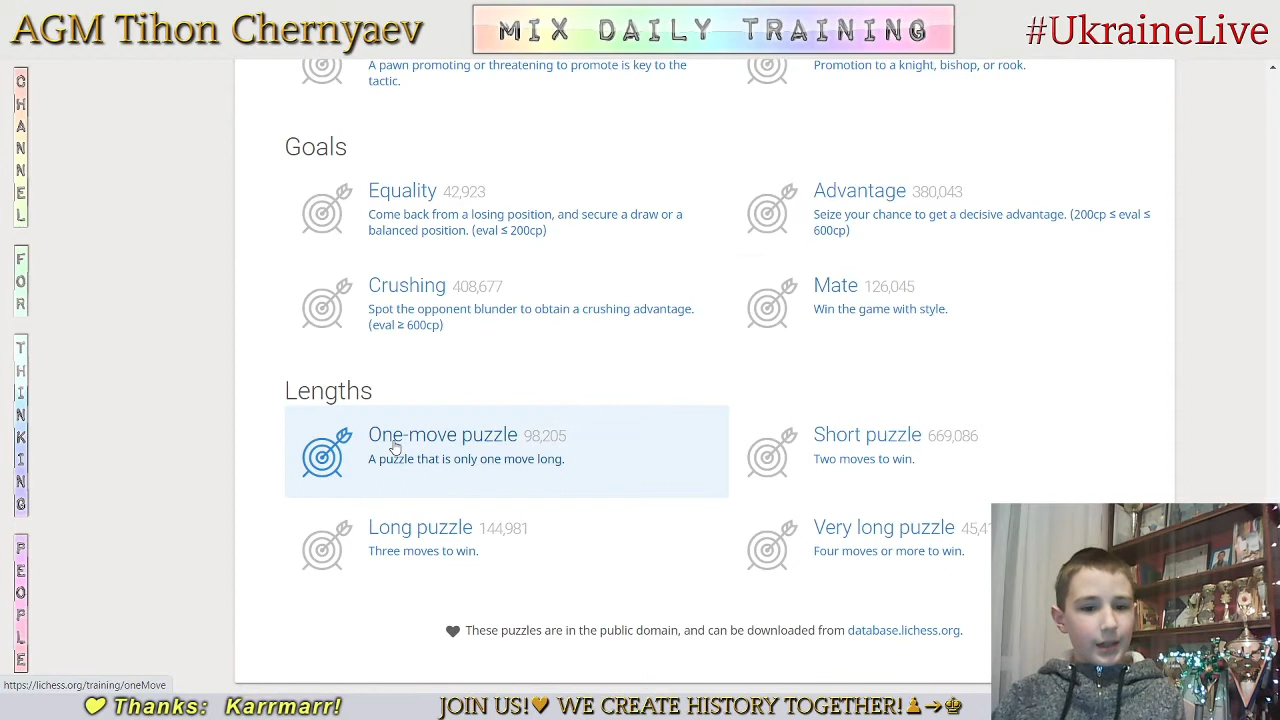 AGM Tihon Chernyaev
MIX DAILY TRAINING
#UkraineLive
CHANNEL
FOR
THINKING
PEOPLE
A pawn promoting or threatening to promote is key to the
tactic.
Promotion to a knight, bishop, or rook.
Goals
Equality 42,923
Come back from a losing position, and secure a draw or a
balanced position. (eval ≤ 200cp)
Advantage 380,043
Seize your chance to get a decisive advantage. (200cp ≤ eval ≤
600cp)
Crushing 408,677
Spot the opponent blunder to obtain a crushing advantage.
(eval ≥ 600cp)
Mate 126,045
Win the game with style.
Lengths
One-move puzzle 98,205
A puzzle that is only one move long.
Short puzzle 669,086
Two moves to win.
Long puzzle 144,981
Three moves to win.
Very long puzzle
Four moves or more to win.
These puzzles are in the public domain, and can be downloaded from database.lichess.org.
https://lichess.org/training/oneMove
Thanks: Karrmarr!
JOIN US! WE CREATE HISTORY TOGETHER!